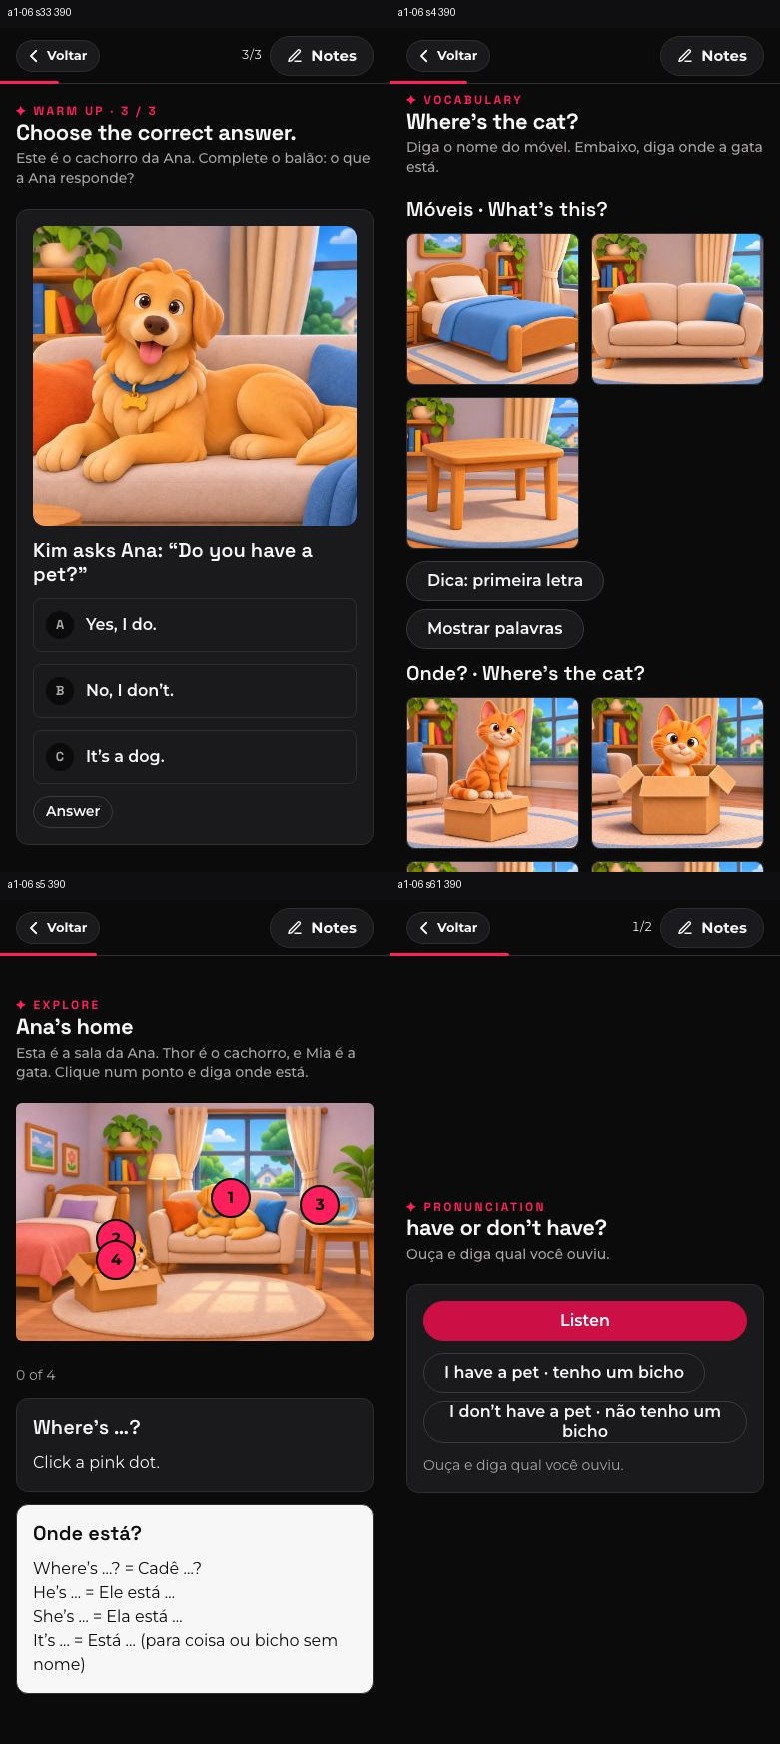 a1-06 s33 390
Voltar
3/3
Notes
WARM UP · 3 / 3
Choose the correct answer.
Este é o cachorro da Ana. Complete o balão: o que
a Ana responde?
Kim asks Ana: “Do you have a
pet?”
A Yes, I do.
B No, I don’t.
C It’s a dog.
Answer
a1-06 s4 390
Voltar
Notes
VOCABULARY
Where’s the cat?
Diga o nome do móvel. Embaixo, diga onde a gata
está.
Móveis · What’s this?
Dica: primeira letra
Mostrar palavras
Onde? · Where’s the cat?
a1-06 s5 390
Voltar
Notes
EXPLORE
Ana’s home
Esta é a sala da Ana. Thor é o cachorro, e Mia é a
gata. Clique num ponto e diga onde está.
1
3
2
4
0 of 4
Where’s ...?
Click a pink dot.
Onde está?
Where’s ...? = Cadê ...?
He’s ... = Ele está ...
She’s ... = Ela está ...
It’s ... = Está ... (para coisa ou bicho sem
nome)
a1-06 s61 390
Voltar
1/2
Notes
PRONUNCIATION
have or don’t have?
Ouça e diga qual você ouviu.
Listen
I have a pet · tenho um bicho
I don’t have a pet · não tenho um
bicho
Ouça e diga qual você ouviu.